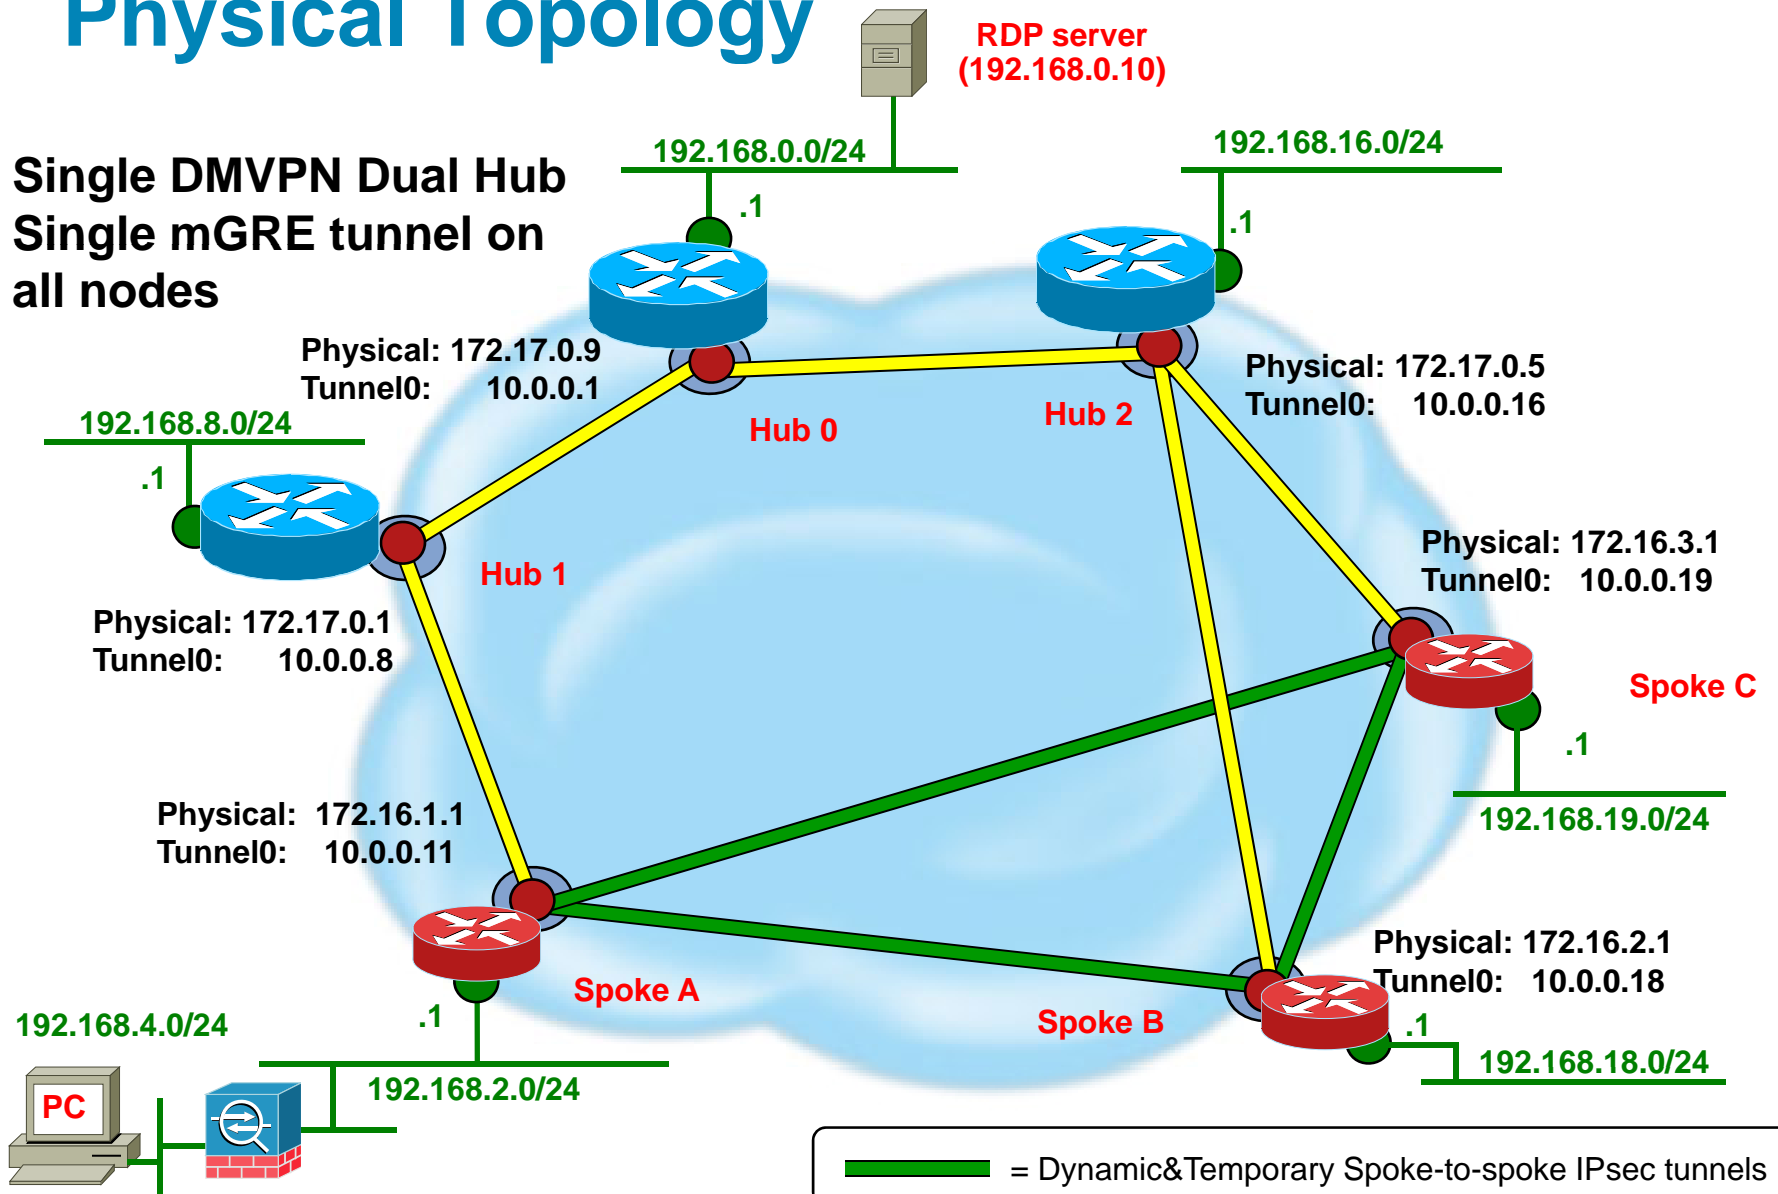 Physical Topology
RDP server
(192.168.0.10)
Single DMVPN Dual Hub
Single mGRE tunnel on
all nodes
192.168.0.0/24
.1
192.168.16.0/24
.1
Physical: 172.17.0.9
Tunnel0: 10.0.0.1
Hub 0
Hub 2
Physical: 172.17.0.5
Tunnel0: 10.0.0.16
192.168.8.0/24
.1
Hub 1
Physical: 172.17.0.1
Tunnel0: 10.0.0.8
Physical: 172.16.3.1
Tunnel0: 10.0.0.19
Spoke C
.1
192.168.19.0/24
Physical: 172.16.1.1
Tunnel0: 10.0.0.11
Spoke A
.1
192.168.4.0/24
192.168.2.0/24
PC
Physical: 172.16.2.1
Tunnel0: 10.0.0.18
Spoke B
.1
192.168.18.0/24
= Dynamic&Temporary Spoke-to-spoke IPsec tunnels